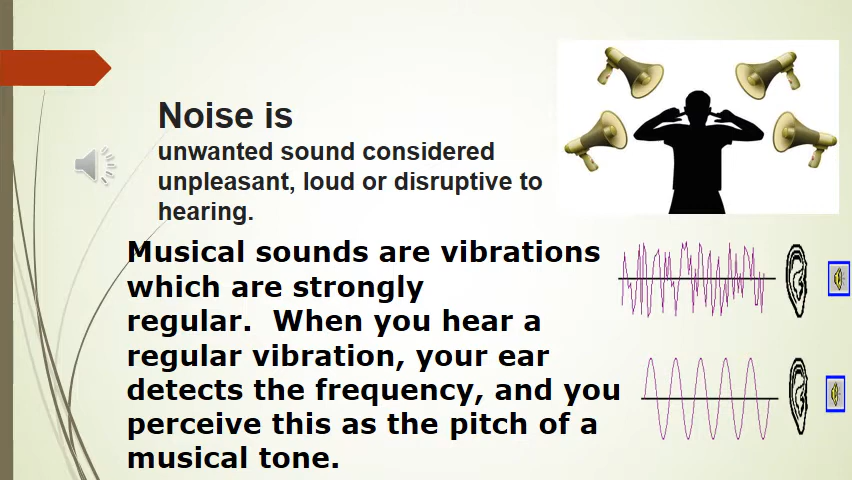 Noise is
unwanted sound considered
unpleasant, loud or disruptive to
hearing.
Musical sounds are vibrations
which are strongly
regular.  When you hear a
regular vibration, your ear
detects the frequency, and you
perceive this as the pitch of a
musical tone.